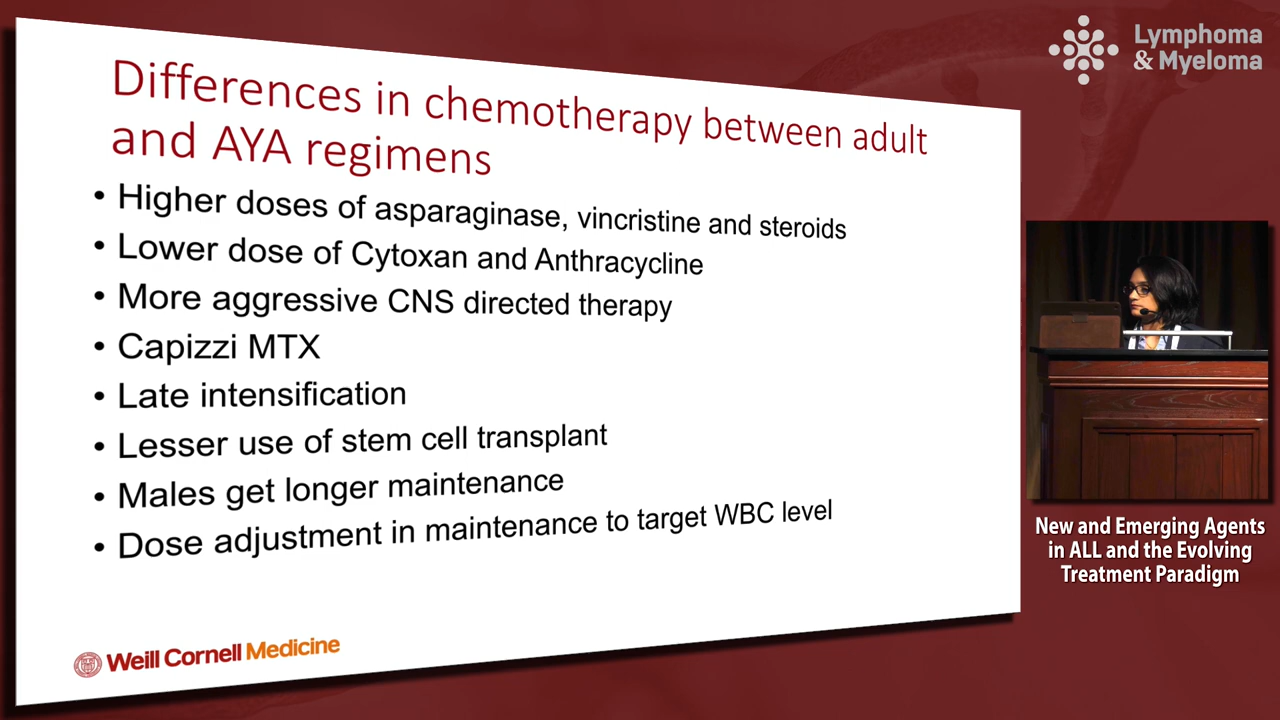 Differences in chemotherapy between adult
and AYA regimens
• Higher doses of asparaginase, vincristine and steroids
• Lower dose of Cytoxan and Anthracycline
• More aggressive CNS directed therapy
• Capizzi MTX
• Late intensification
• Lesser use of stem cell transplant
• Males get longer maintenance
• Dose adjustment in maintenance to target WBC level
Weill Cornell Medicine
Lymphoma
& Myeloma
New and Emerging Agents
in ALL and the Evolving
Treatment Paradigm